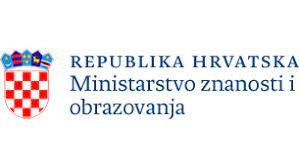 REPUBLIKA HRVATSKA
Ministarstvo znanosti i
obrazovanja